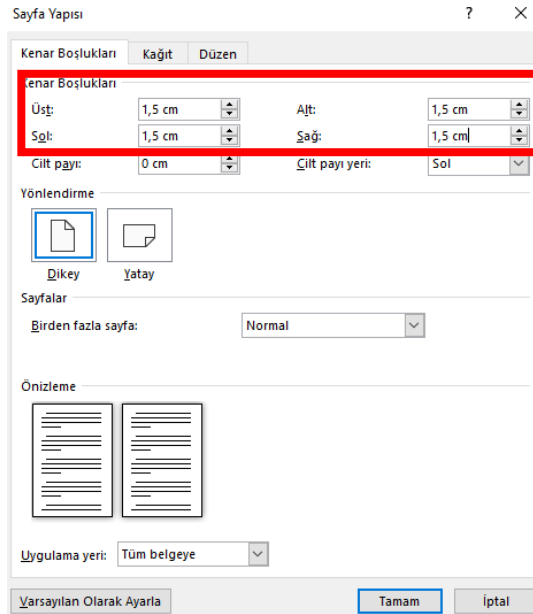 Sayfa Yapısı ? ×
Kenar Boşlukları Kağıt Düzen
Kenar Boşlukları
Üst: 1,5 cm Alt: 1,5 cm
Sol: 1,5 cm Sağ: 1,5 cm
Cilt payı: 0 cm Cilt payı yeri: Sol
Yönlendirme
Dikey Yatay
Sayfalar
Birden fazla sayfa: Normal
Önizleme
Uygulama yeri: Tüm belgeye
Varsayılan Olarak Ayarla Tamam İptal